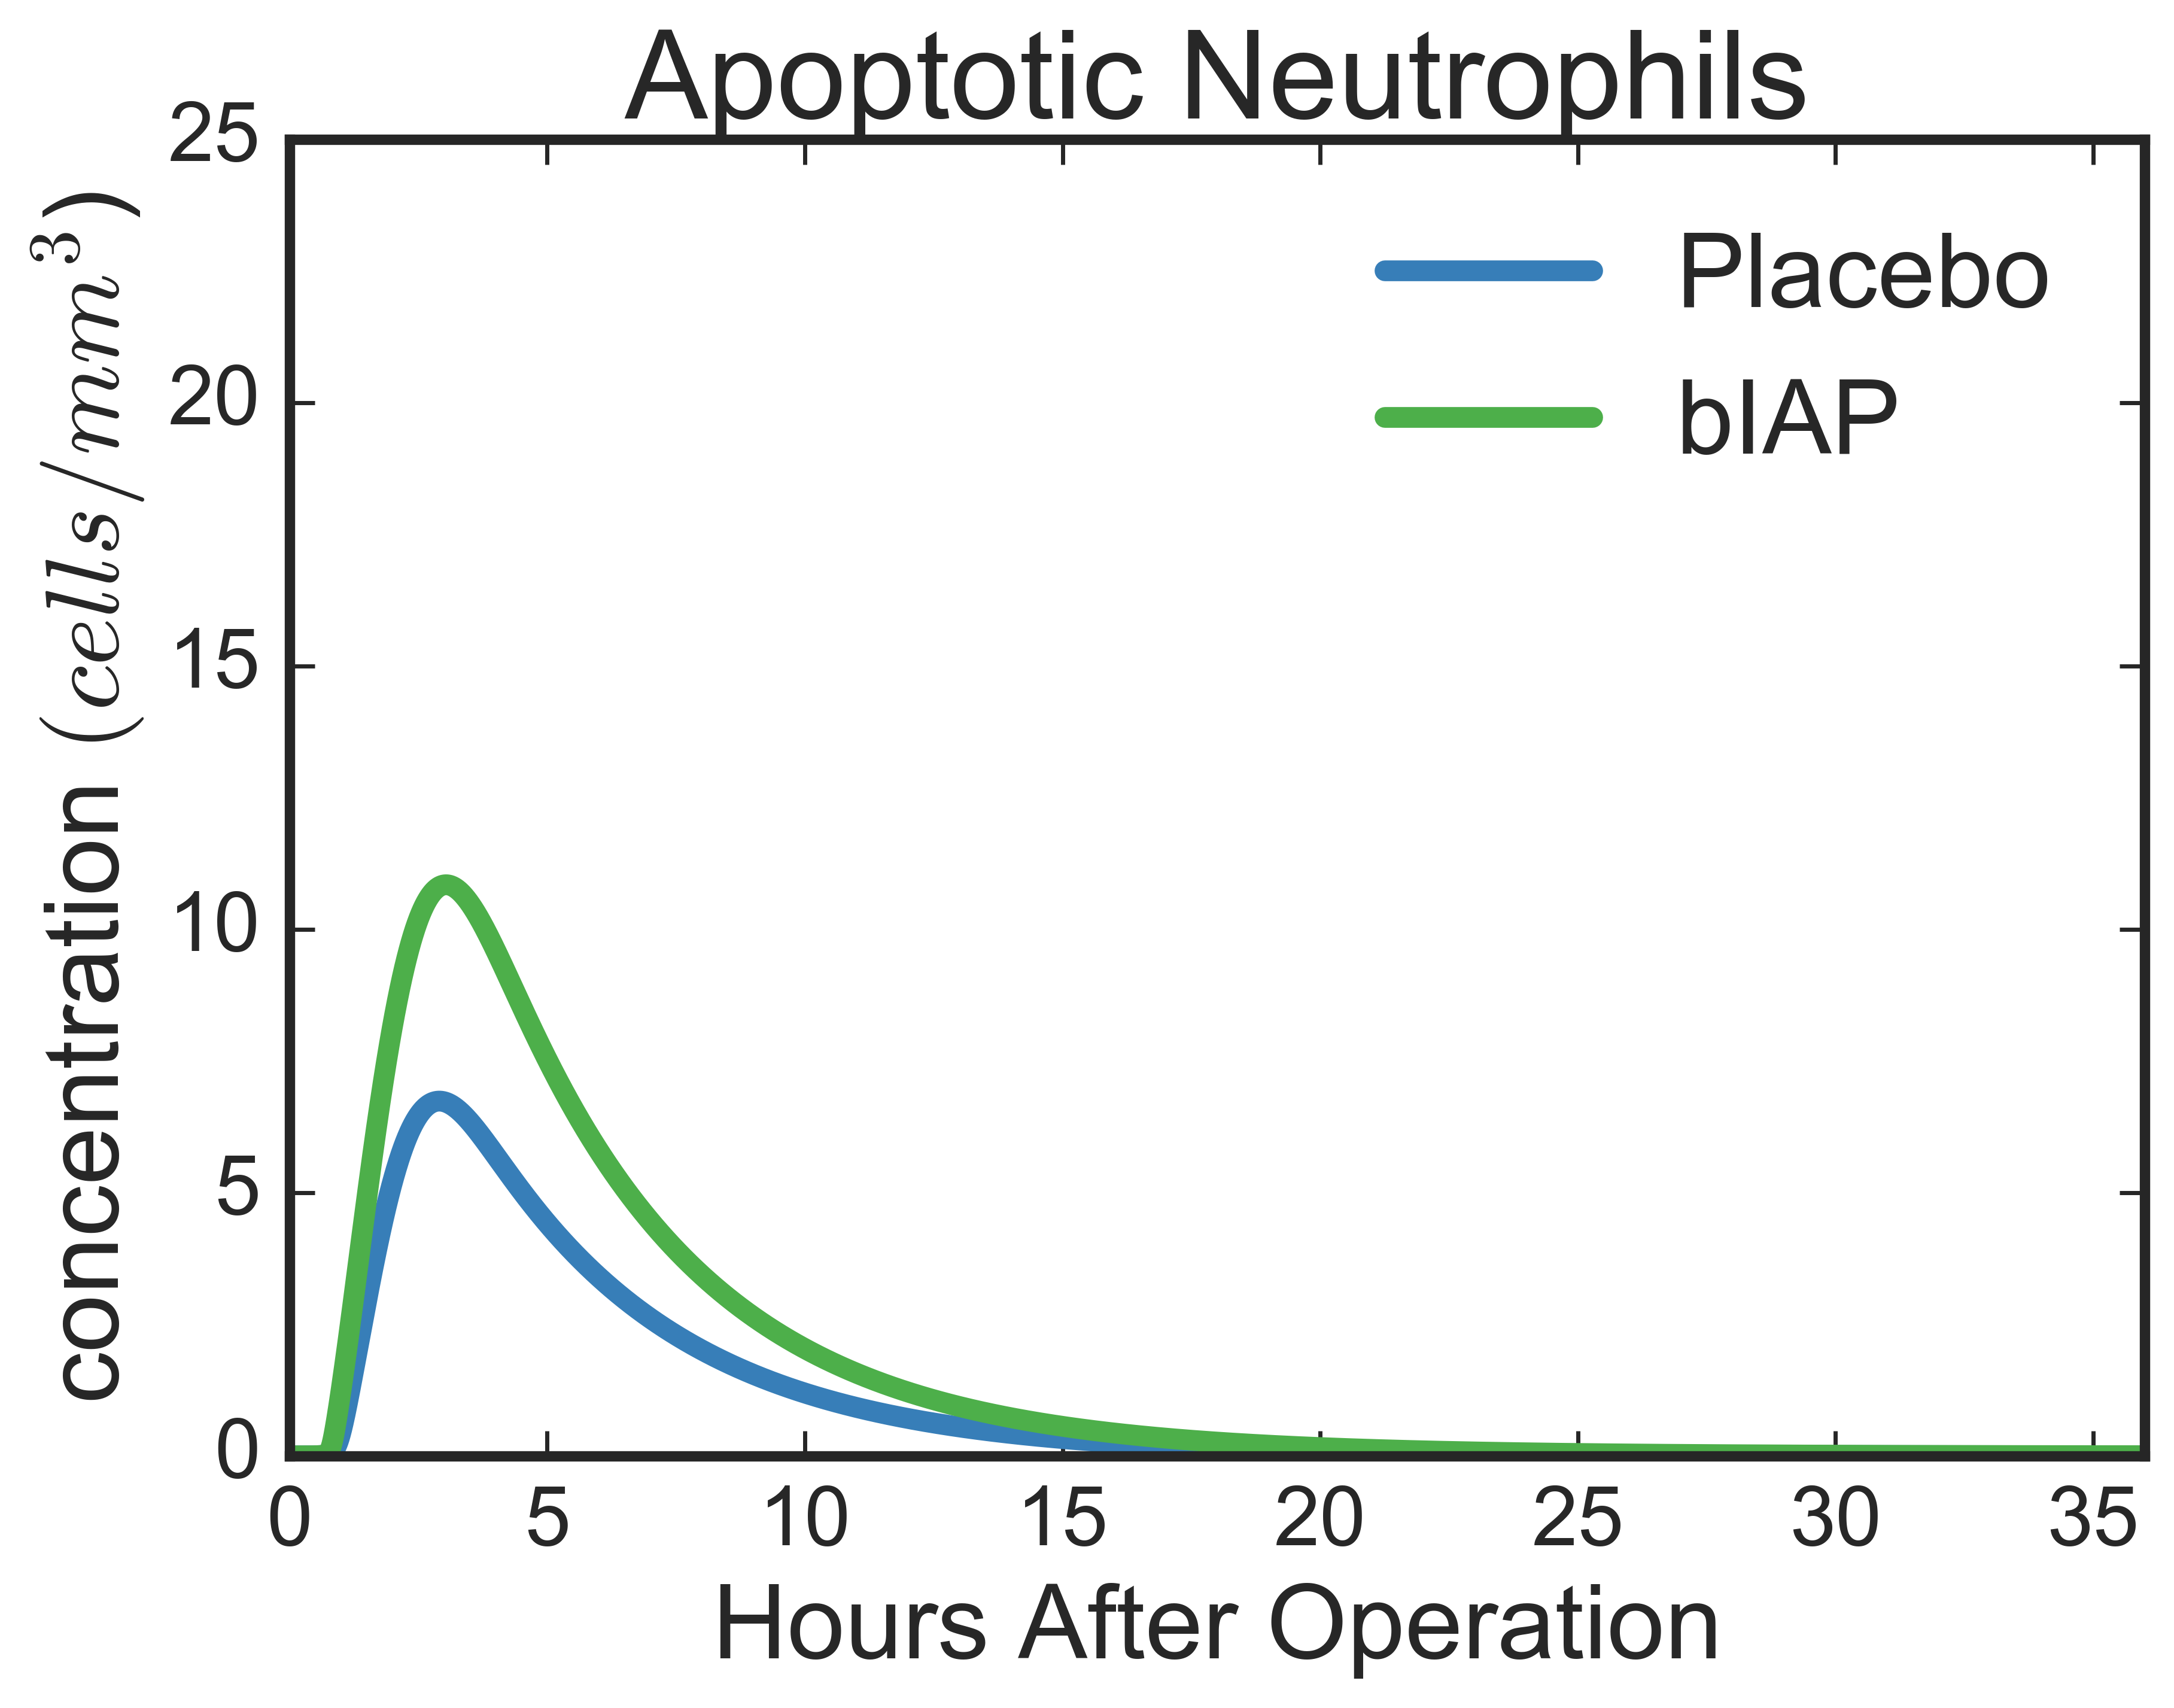 Apoptotic Neutrophils
25
20
15
10
5
0
concentration (cells/mm³)
Placebo
bIAP
0 5 10 15 20 25 30 35
Hours After Operation